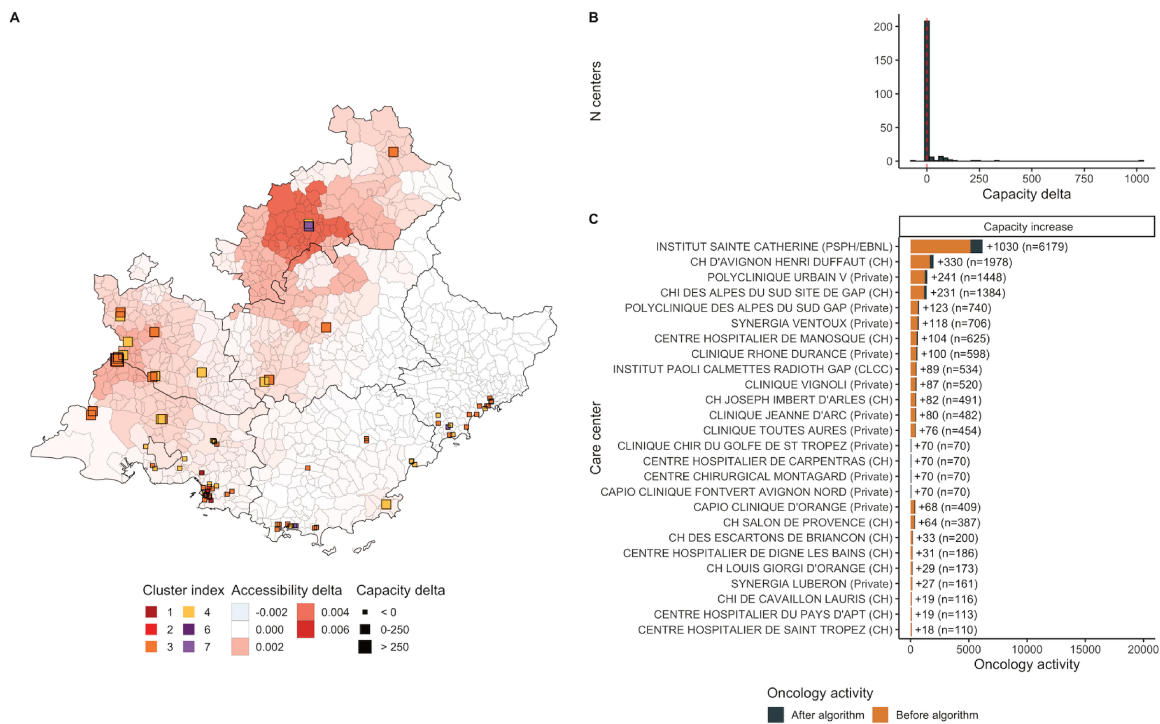 A
Cluster index
1
2
3
4
6
7
Accessibility delta
-0.002
0.000
0.002
0.004
0.006
Capacity delta
< 0
0-250
> 250
B
N centers
200
150
100
50
0
0
250
500
750
1000
Capacity delta
C
Capacity increase
Care center
INSTITUT SAINTE CATHERINE (PSPH/EBNL) +1030 (n=6179)
CH D'AVIGNON HENRI DUFFAUT (CH) +330 (n=1978)
POLYCLINIQUE URBAIN V (Private) +241 (n=1448)
CHI DES ALPES DU SUD SITE DE GAP (CH) +231 (n=1384)
POLYCLINIQUE DES ALPES DU SUD GAP (Private) +123 (n=740)
SYNERGIA VENTOUX (Private) +118 (n=706)
CENTRE HOSPITALIER DE MANOSQUE (CH) +104 (n=625)
CLINIQUE RHONE DURANCE (Private) +100 (n=598)
INSTITUT PAOLI CALMETTES RADIOTH GAP (CLCC) +89 (n=534)
CLINIQUE VIGNOLI (Private) +87 (n=520)
CH JOSEPH IMBERT D'ARLES (CH) +82 (n=491)
CLINIQUE JEANNE D'ARC (Private) +80 (n=482)
CLINIQUE TOUTES AURES (Private) +76 (n=454)
CLINIQUE CHIR DU GOLFE DE ST TROPEZ (Private) +70 (n=70)
CENTRE HOSPITALIER DE CARPENTRAS (CH) +70 (n=70)
CENTRE CHIRURGICAL MONTAGARD (Private) +70 (n=70)
CAPIO CLINIQUE FONTVERT AVIGNON NORD (Private) +70 (n=70)
CAPIO CLINIQUE D'ORANGE (Private) +68 (n=409)
CH SALON DE PROVENCE (CH) +64 (n=387)
CH DES ESCARTONS DE BRIANCON (CH) +33 (n=200)
CENTRE HOSPITALIER DE DIGNE LES BAINS (CH) +31 (n=186)
CH LOUIS GIORGI D'ORANGE (CH) +29 (n=173)
SYNERGIA LUBERON (Private) +27 (n=161)
CHI DE CAVAILLON LAURIS (CH) +19 (n=116)
CENTRE HOSPITALIER DU PAYS D'APT (CH) +19 (n=113)
CENTRE HOSPITALIER DE SAINT TROPEZ (CH) +18 (n=110)
0
5000
10000
15000
20000
Oncology activity
Oncology activity
After algorithm
Before algorithm